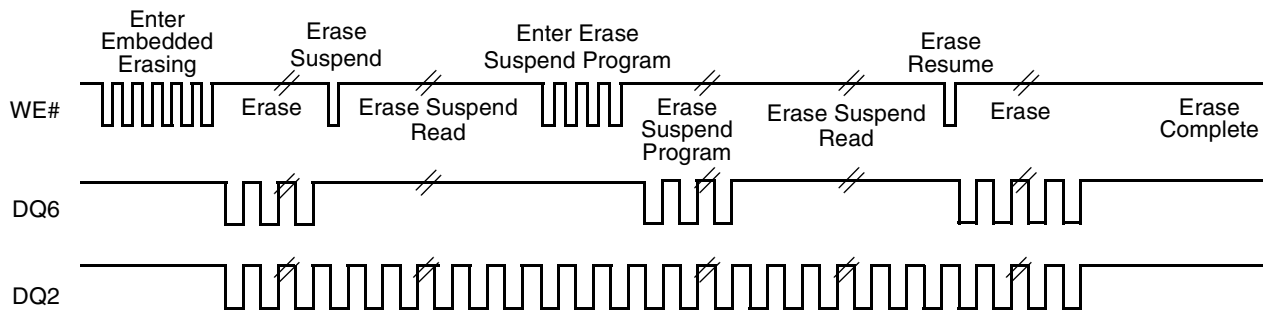 Enter
Embedded
Erasing
Erase
Suspend
Enter Erase
Suspend Program
Erase
Resume
WE#
Erase
Erase Suspend
Read
Erase
Suspend
Program
Erase Suspend
Read
Erase
Erase
Complete
DQ6
DQ2